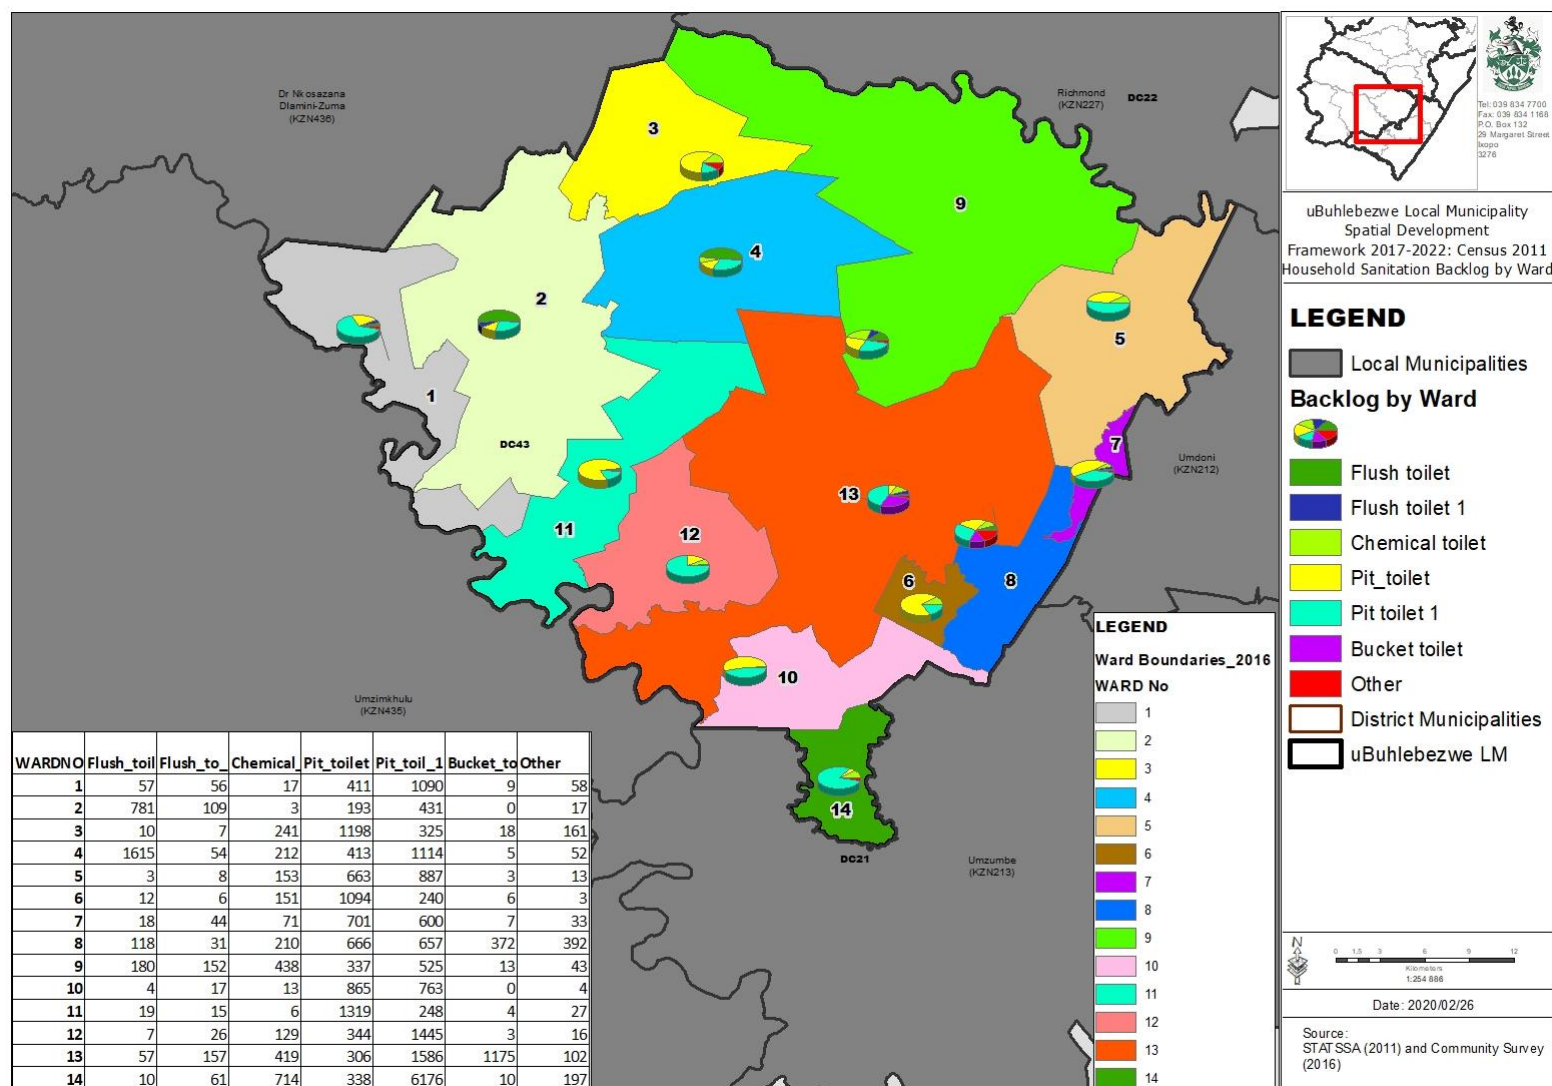 Dr Nkosazana
Dlamini-Zuma
(KZN436)
Richmond
(KZN227)
DC22
3
9
4
2
5
1
DC43
7
Umdoni
(KZN212)
13
11
12
6
8
10
Umzimkhulu
(KZN435)
14
DC21
Umzumbe
(KZN213)
WARDNO Flush_toil Flush_to_ Chemical_ Pit_toilet Pit_toil_1 Bucket_to Other
1 57 56 17 411 1090 9 58
2 781 109 3 193 431 0 17
3 10 7 241 1198 325 18 161
4 1615 54 212 413 1114 5 52
5 3 8 153 663 887 3 13
6 12 6 151 1094 240 6 3
7 18 44 71 701 600 7 33
8 118 31 210 666 657 372 392
9 180 152 438 337 525 13 43
10 4 17 13 865 763 0 4
11 19 15 6 1319 248 4 27
12 7 26 129 344 1445 3 16
13 57 157 419 306 1586 1175 102
14 10 61 714 338 6176 10 197
LEGEND
Ward Boundaries_2016
WARD No
1
2
3
4
5
6
7
8
9
10
11
12
13
14
Tel: 039 834 7700
Fax: 039 834 1168
P.O. Box 132
29 Margaret Street
Ixopo
3276
uBuhlebezwe Local Municipality
Spatial Development
Framework 2017-2022: Census 2011
Household Sanitation Backlog by Ward
LEGEND
Local Municipalities
Backlog by Ward
Flush toilet
Flush toilet 1
Chemical toilet
Pit_toilet
Pit toilet 1
Bucket toilet
Other
District Municipalities
uBuhlebezwe LM
N
0 1,5 3 6 9 12
Kilometers
1:254 886
Date: 2020/02/26
Source:
STATSSA (2011) and Community Survey
(2016)